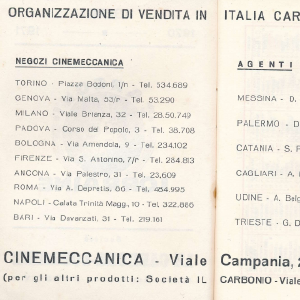 ORGANIZZAZIONE DI VENDITA IN ITALIA CAR
NEGOZI CINEMECCANICA
TORINO - Piazza Bodoni, 1/r - Tel. 534.689
GENOVA - Via Malta, 53/r - Tel. 53.290
MILANO - Viale Brianza, 32 - Tel. 28.50.749
PADOVA - Corso del Popolo, 3 - Tel. 38.768
BOLOGNA - Via Amendola, 9 - Tel. 234.102
FIRENZE - Via S. Antonino, 7/r - Tel. 284.813
ANCONA - Via Palestro, 31 - Tel. 23.609
ROMA - Via A. Depretis, 86 - Tel. 484.995
NAPOLI - Calata Trinità Magg., 10 - Tel. 322.886
BARI - Via Davanzati, 31 - Tel. 219.161
AGENTI
MESSINA - D.
PALERMO - D
CATANIA - S. F
CAGLIARI - A. I
UDINE - A. Belg
TRIESTE - G. D
CINEMECCANICA - Viale Campania, 2
(per gli altri prodotti: Società IL CARBONIO - Viale